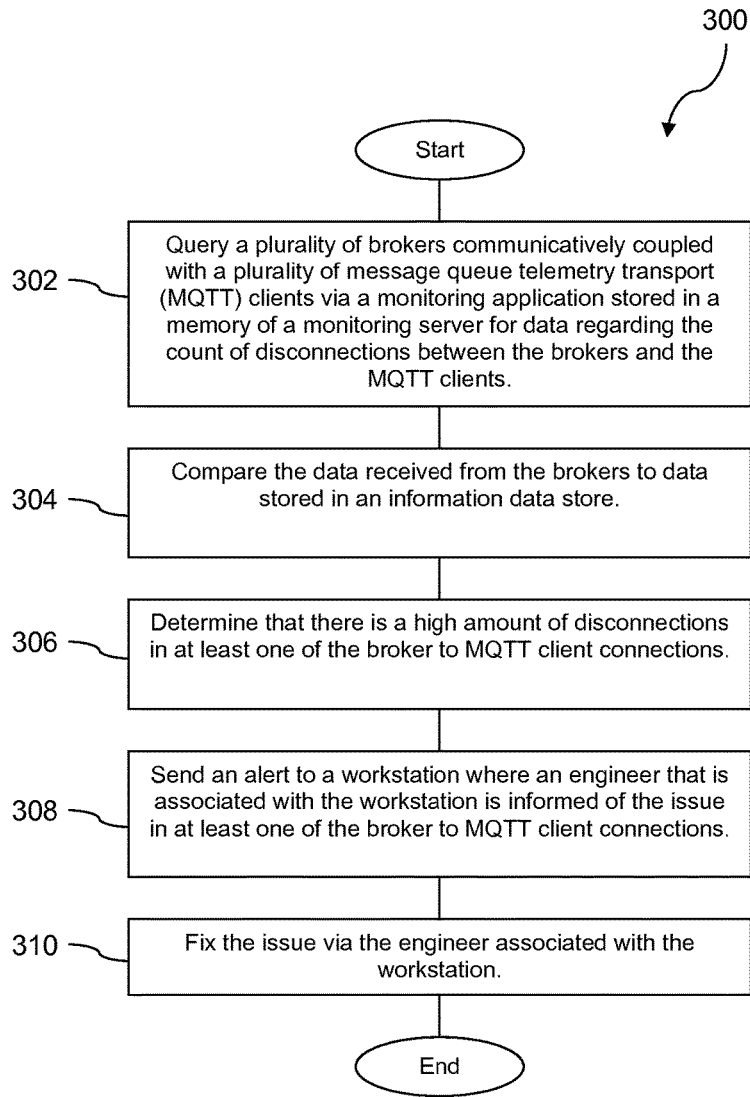 300
Start
302
Query a plurality of brokers communicatively coupled
with a plurality of message queue telemetry transport
(MQTT) clients via a monitoring application stored in a
memory of a monitoring server for data regarding the
count of disconnections between the brokers and the
MQTT clients.
304
Compare the data received from the brokers to data
stored in an information data store.
306
Determine that there is a high amount of disconnections
in at least one of the broker to MQTT client connections.
308
Send an alert to a workstation where an engineer that is
associated with the workstation is informed of the issue
in at least one of the broker to MQTT client connections.
310
Fix the issue via the engineer associated with the
workstation.
End